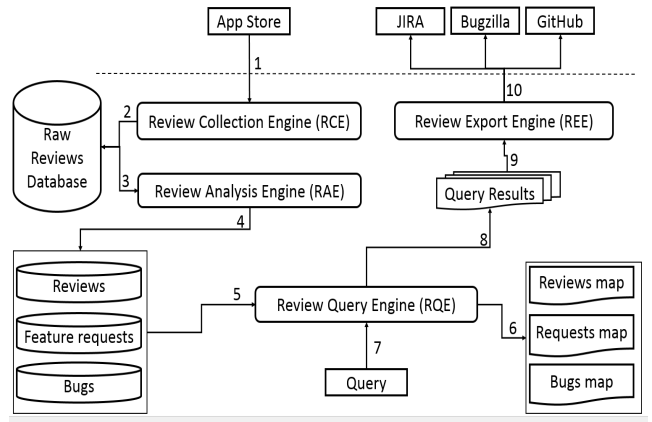 App Store
JIRA
Bugzilla
GitHub
1
10
2
Review Collection Engine (RCE)
Review Export Engine (REE)
Raw
Reviews
Database
3
Review Analysis Engine (RAE)
9
Query Results
4
8
Reviews
Feature requests
Bugs
5
Review Query Engine (RQE)
6
7
Query
Reviews map
Requests map
Bugs map